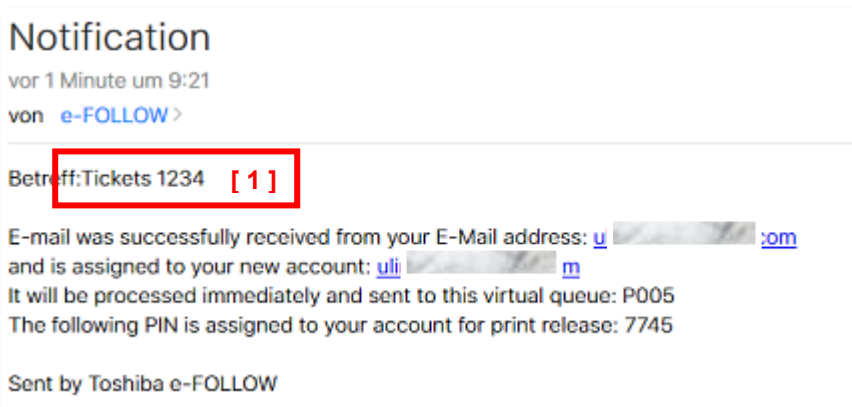 Notification
vor 1 Minute um 9:21
von e-FOLLOW >
Betreff:Tickets 1234 [ 1 ]
E-mail was successfully received from your E-Mail address: u com
and is assigned to your new account: uli m
It will be processed immediately and sent to this virtual queue: P005
The following PIN is assigned to your account for print release: 7745
Sent by Toshiba e-FOLLOW